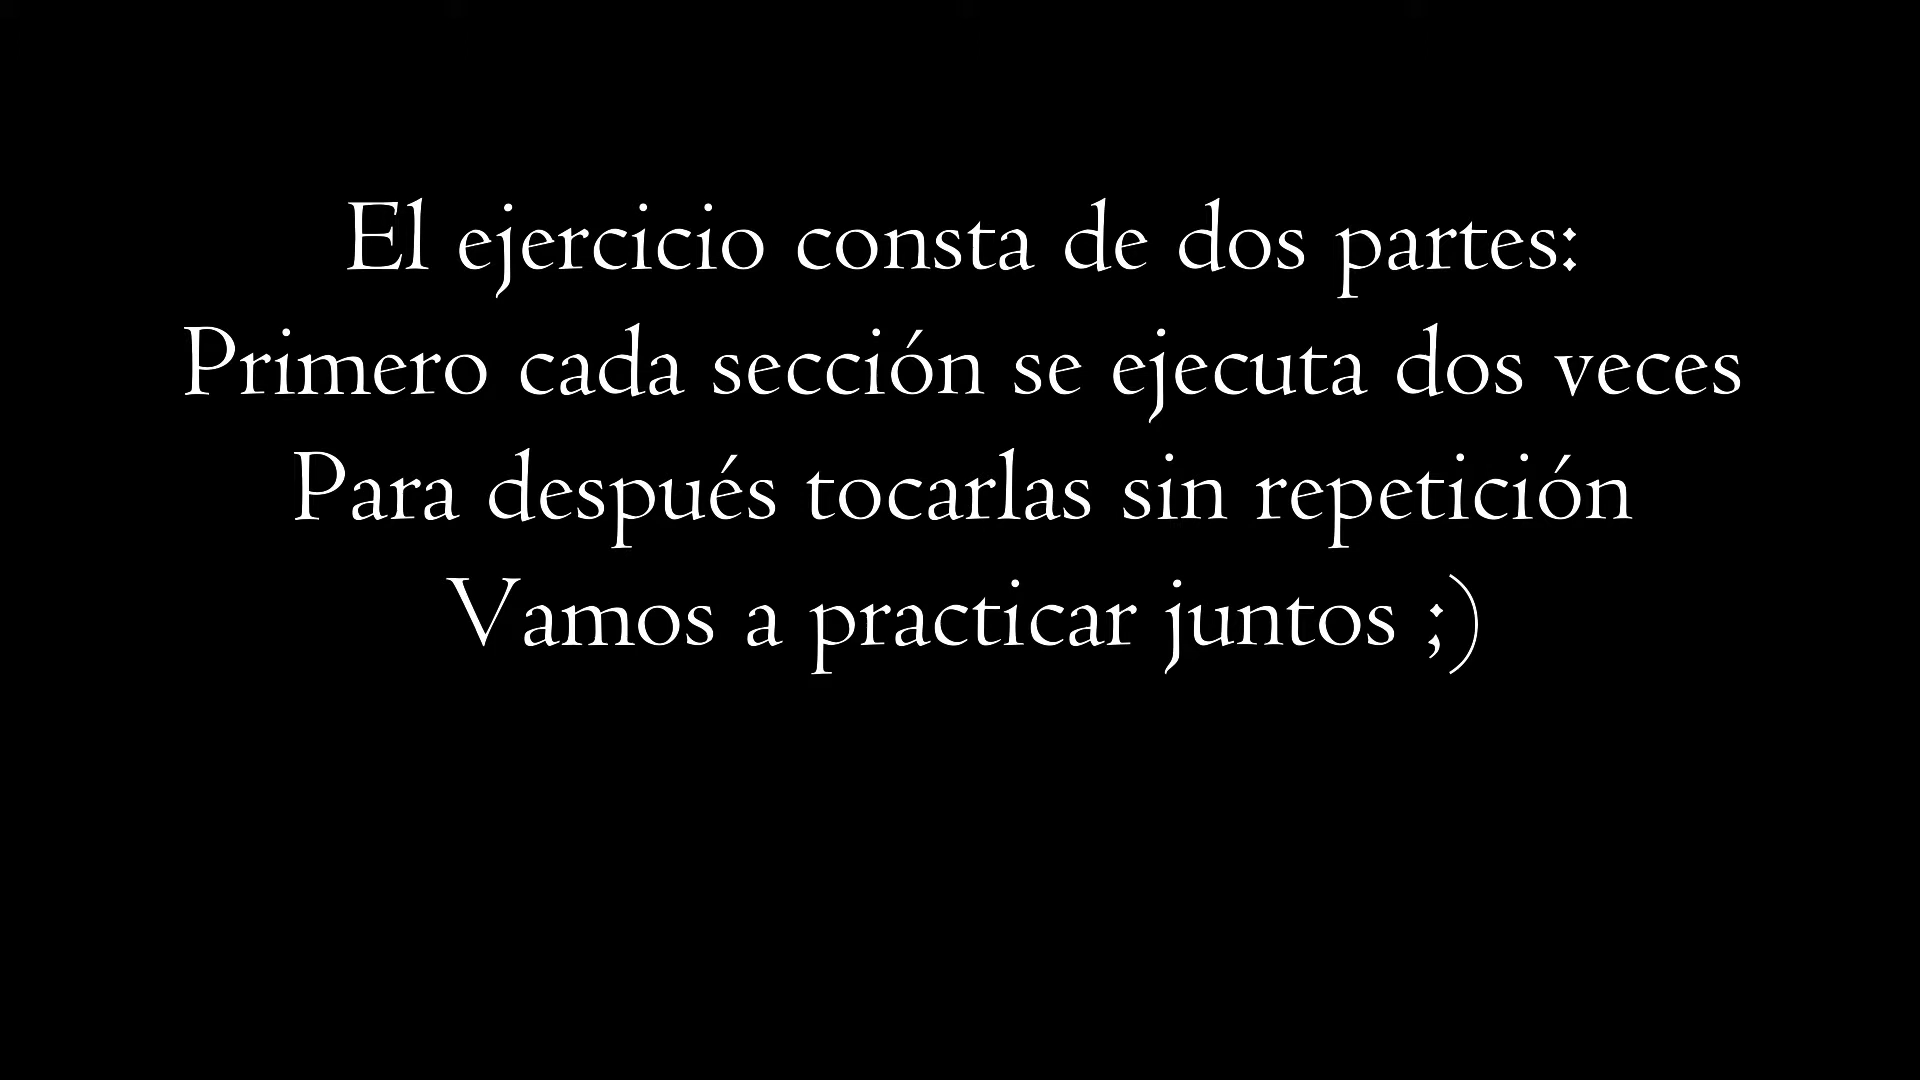 El ejercicio consta de dos partes:
Primero cada sección se ejecuta dos veces
Para después tocarlas sin repetición
Vamos a practicar juntos ;)